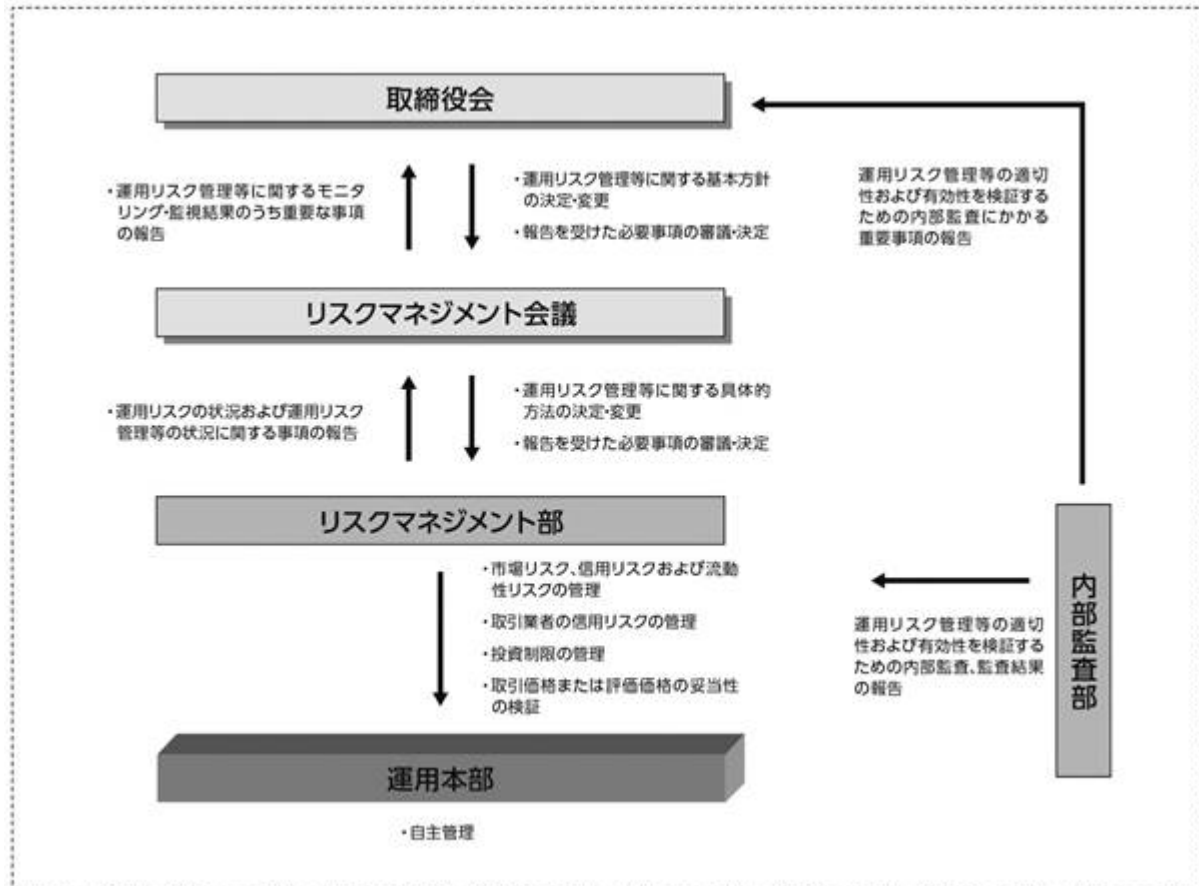 取締役会
・運用リスク管理等に関するモニタ
リング・監視結果のうち重要な事項
の報告
・運用リスク管理等に関する基本方針
の決定・変更
・報告を受けた必要事項の審議・決定
運用リスク管理等の適切
性および有効性を検証する
ための内部監査にかかる
重要事項の報告
リスクマネジメント会議
・運用リスクの状況および運用リスク
管理等の状況に関する事項の報告
・運用リスク管理等に関する具体的
方法の決定・変更
・報告を受けた必要事項の審議・決定
リスクマネジメント部
・市場リスク、信用リスクおよび流動
性リスクの管理
・取引業者の信用リスクの管理
・投資制限の管理
・取引価格または評価価格の妥当性
の検証
運用リスク管理等の適切
性および有効性を検証する
ための内部監査、監査結果
の報告
内部監査部
運用本部
・自主管理